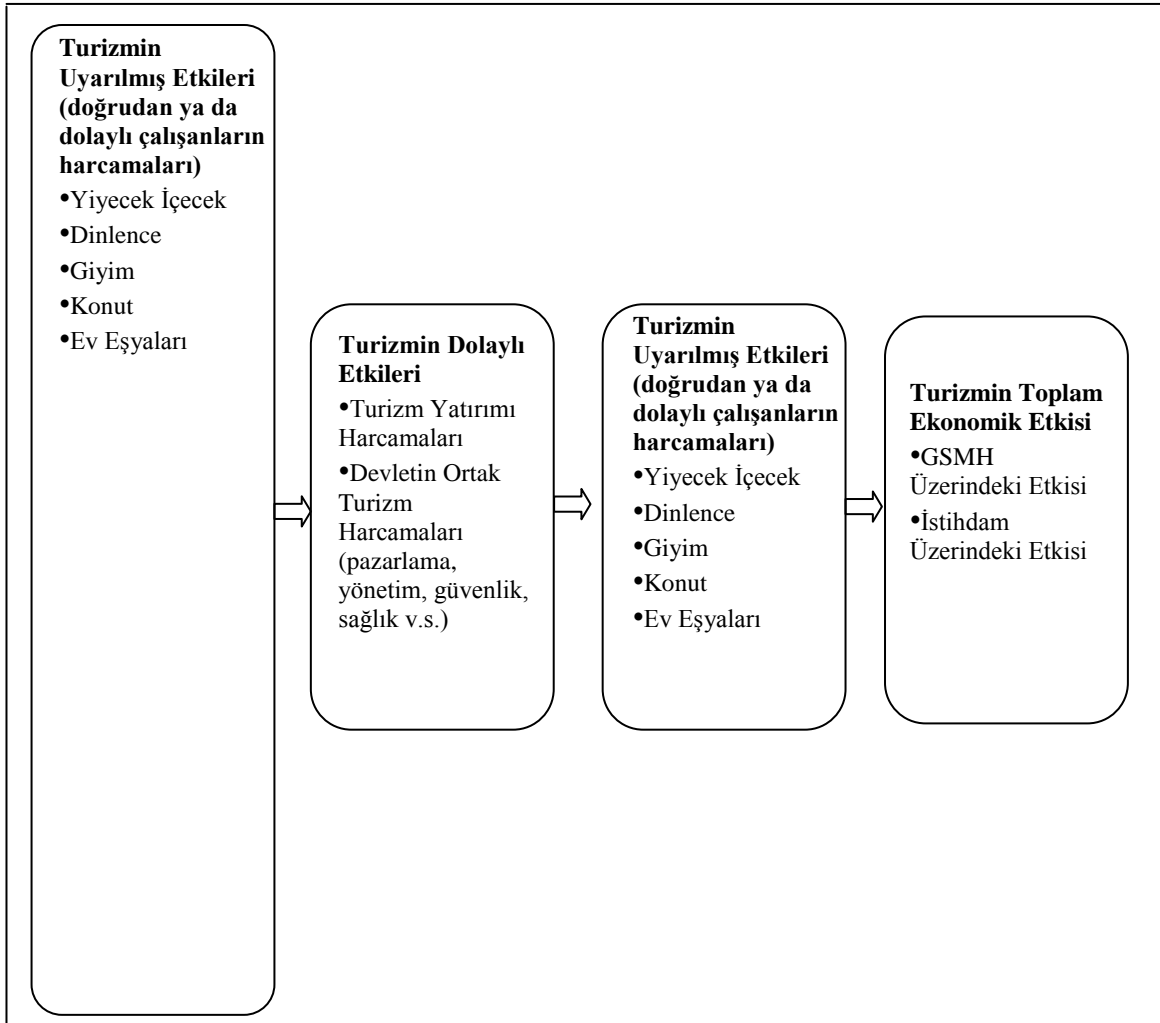 Turizmin
Uyarılmış Etkileri
(doğrudan ya da
dolaylı çalışanların
harcamaları)
•Yiyecek İçecek
•Dinlence
•Giyim
•Konut
•Ev Eşyaları
Turizmin Dolaylı
Etkileri
•Turizm Yatırımı
Harcamaları
•Devletin Ortak
Turizm
Harcamaları
(pazarlama,
yönetim, güvenlik,
sağlık v.s.)
Turizmin
Uyarılmış Etkileri
(doğrudan ya da
dolaylı çalışanların
harcamaları)
•Yiyecek İçecek
•Dinlence
•Giyim
•Konut
•Ev Eşyaları
Turizmin Toplam
Ekonomik Etkisi
•GSMH
Üzerindeki Etkisi
•İstihdam
Üzerindeki Etkisi